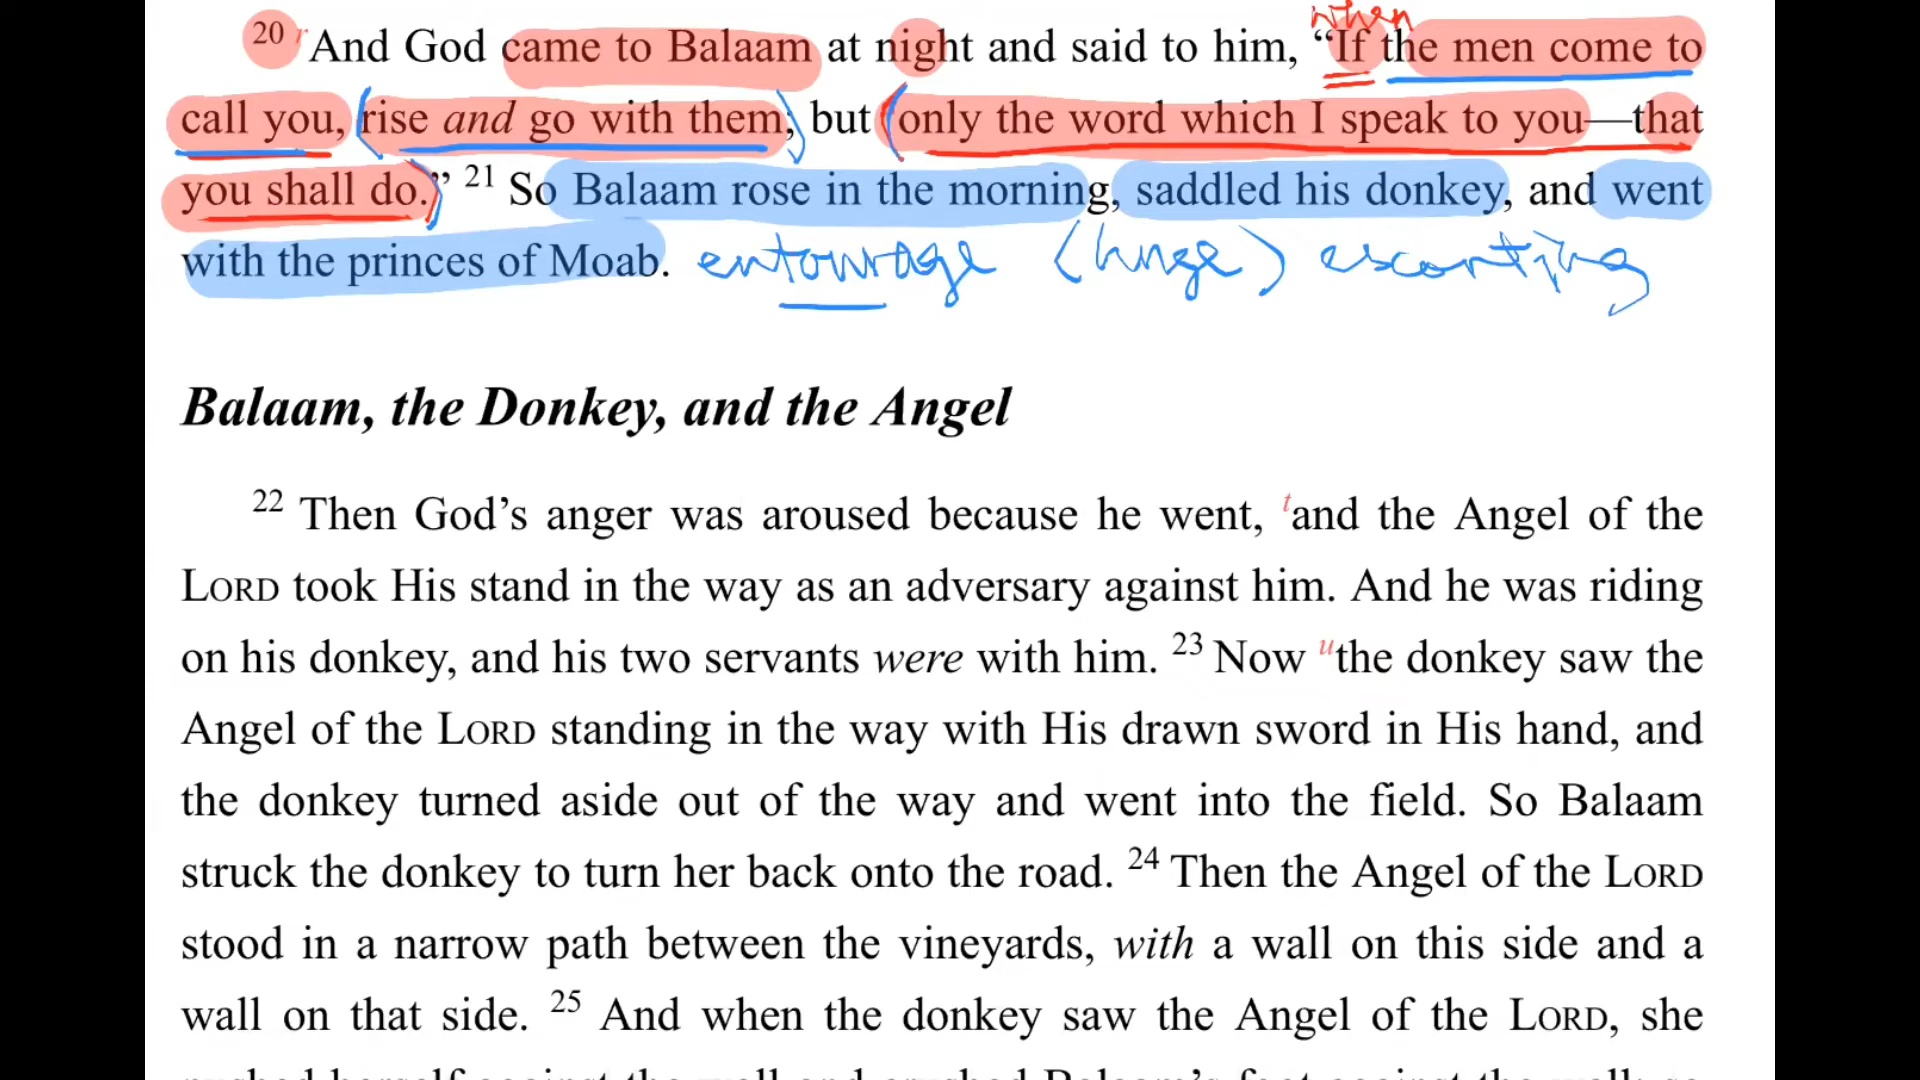 when
20 r And God came to Balaam at night and said to him, “If the men come to
call you, (rise and go with them;) but (only the word which I speak to you—that
you shall do.)” 21 So Balaam rose in the morning, saddled his donkey, and went
with the princes of Moab. entourage (huge) escorting
Balaam, the Donkey, and the Angel
22 Then God’s anger was aroused because he went, t and the Angel of the
LORD took His stand in the way as an adversary against him. And he was riding
on his donkey, and his two servants were with him. 23 Now u the donkey saw the
Angel of the LORD standing in the way with His drawn sword in His hand, and
the donkey turned aside out of the way and went into the field. So Balaam
struck the donkey to turn her back onto the road. 24 Then the Angel of the LORD
stood in a narrow path between the vineyards, with a wall on this side and a
wall on that side. 25 And when the donkey saw the Angel of the LORD, she